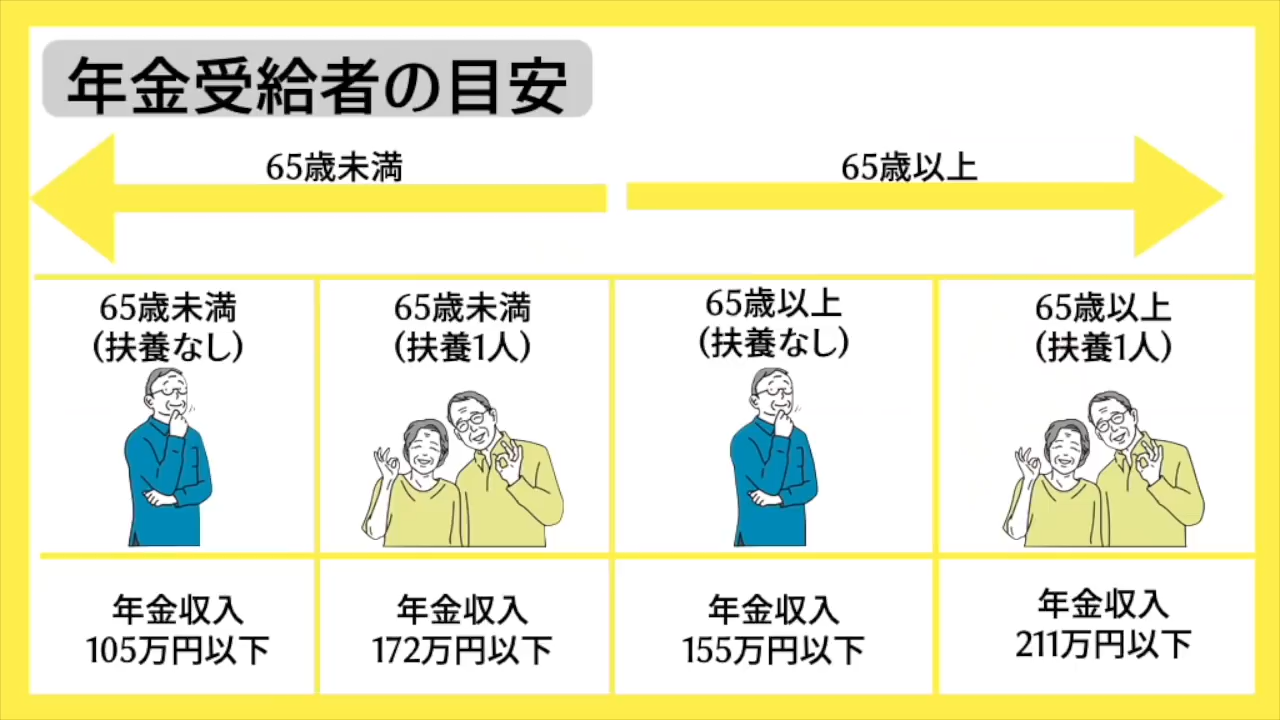 年金受給者の目安
65歳未満
65歳以上
65歳未満
(扶養なし)
65歳未満
(扶養1人)
65歳以上
(扶養なし)
65歳以上
(扶養1人)
年金収入
105万円以下
年金収入
172万円以下
年金収入
155万円以下
年金収入
211万円以下